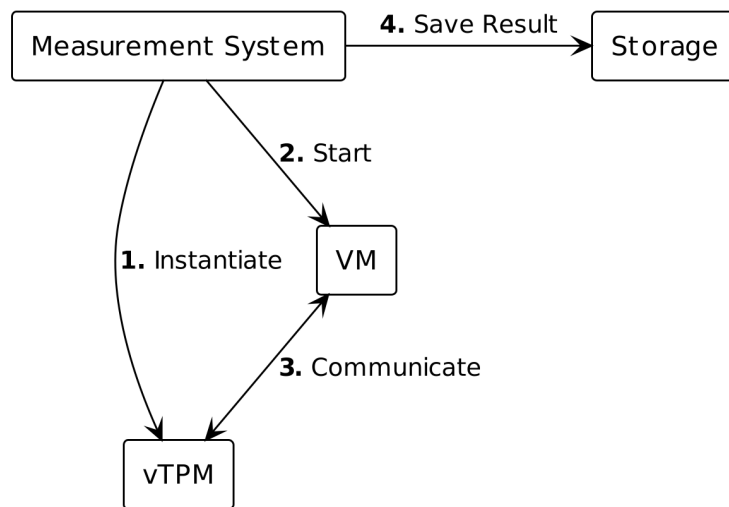 Measurement System
4. Save Result
Storage
2. Start
1. Instantiate
VM
3. Communicate
vTPM